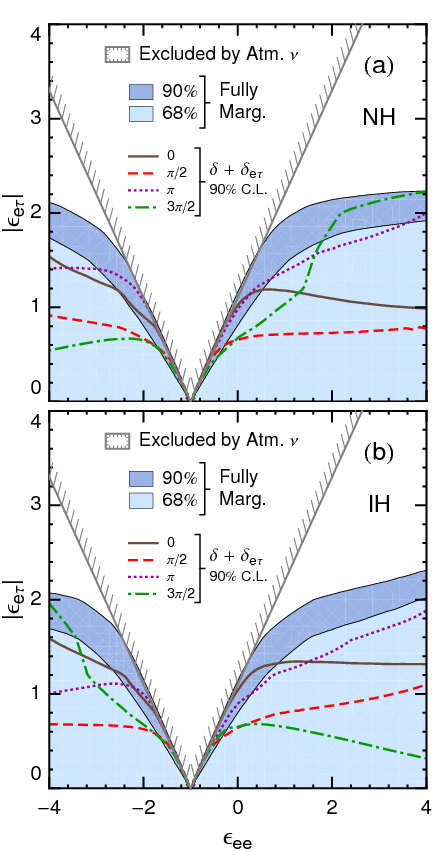 4
Excluded by Atm. ν
(a)
90%
Fully
68%
Marg.
NH
3
0
π/2
δ + δeτ
π
90% C.L.
3π/2
|ϵeτ|
2
1
0
4
Excluded by Atm. ν
(b)
90%
Fully
68%
Marg.
IH
3
0
π/2
δ + δeτ
π
90% C.L.
3π/2
|ϵeτ|
2
1
0
−4 −2 0 2 4
ϵee